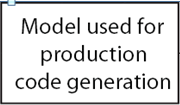 Model used for
production
code generation